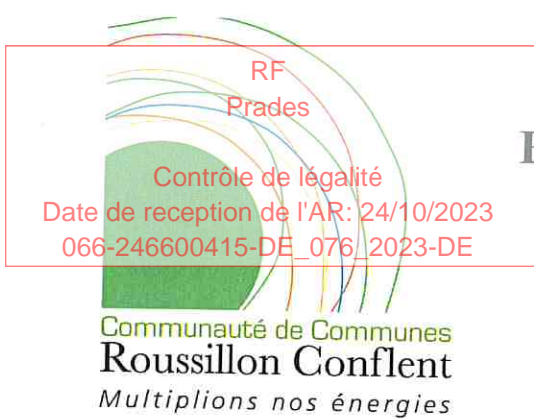 RF
Prades
Contrôle de légalité
Date de reception de l'AR: 24/10/2023
066-246600415-DE_076_2023-DE
Communauté de Communes
Roussillon Conflent
Multiplions nos énergies